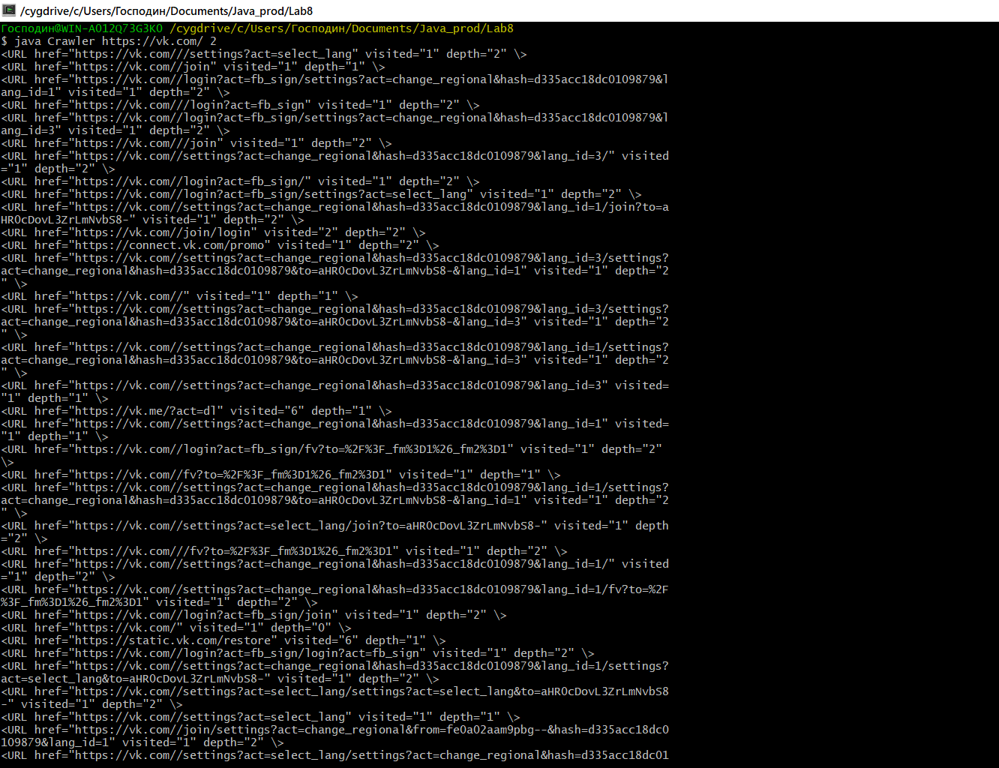 /cygdrive/c/Users/Господин/Documents/Java_prod/Lab8
Господин@WIN-A012Q73G3KO /cygdrive/c/Users/Господин/Documents/Java_prod/Lab8
$ java Crawler https://vk.com/ 2
<URL href="https://vk.com///settings?act=select_lang" visited="1" depth="2" \>
<URL href="https://vk.com//join" visited="1" depth="1" \>
<URL href="https://vk.com//login?act=fb_sign/settings?act=change_regional&hash=d335acc18dc0109879&l
ang_id=1" visited="1" depth="2" \>
<URL href="https://vk.com///login?act=fb_sign" visited="1" depth="2" \>
<URL href="https://vk.com//login?act=fb_sign/settings?act=change_regional&hash=d335acc18dc0109879&l
ang_id=3" visited="1" depth="2" \>
<URL href="https://vk.com///join" visited="1" depth="2" \>
<URL href="https://vk.com//settings?act=change_regional&hash=d335acc18dc0109879&lang_id=3/" visited
="1" depth="2" \>
<URL href="https://vk.com//login?act=fb_sign/" visited="1" depth="2" \>
<URL href="https://vk.com//login?act=fb_sign/settings?act=select_lang" visited="1" depth="2" \>
<URL href="https://vk.com//settings?act=change_regional&hash=d335acc18dc0109879&lang_id=1/join?to=a
HR0cDovL3ZrLmNvbS8-" visited="1" depth="2" \>
<URL href="https://vk.com//join/login" visited="2" depth="2" \>
<URL href="https://connect.vk.com/promo" visited="1" depth="2" \>
<URL href="https://vk.com//settings?act=change_regional&hash=d335acc18dc0109879&lang_id=3/settings?
act=change_regional&hash=d335acc18dc0109879&to=aHR0cDovL3ZrLmNvbS8-&lang_id=1" visited="1" depth="2
" \>
<URL href="https://vk.com//" visited="1" depth="1" \>
<URL href="https://vk.com//settings?act=change_regional&hash=d335acc18dc0109879&lang_id=3/settings?
act=change_regional&hash=d335acc18dc0109879&to=aHR0cDovL3ZrLmNvbS8-&lang_id=3" visited="1" depth="2
" \>
<URL href="https://vk.com//settings?act=change_regional&hash=d335acc18dc0109879&lang_id=1/settings?
act=change_regional&hash=d335acc18dc0109879&to=aHR0cDovL3ZrLmNvbS8-&lang_id=3" visited="1" depth="2
" \>
<URL href="https://vk.com//settings?act=change_regional&hash=d335acc18dc0109879&lang_id=3" visited=
"1" depth="1" \>
<URL href="https://vk.me/?act=dl" visited="6" depth="1" \>
<URL href="https://vk.com//settings?act=change_regional&hash=d335acc18dc0109879&lang_id=1" visited=
"1" depth="1" \>
<URL href="https://vk.com//login?act=fb_sign/fv?to=%2F%3F_fm%3D1%26_fm2%3D1" visited="1" depth="2"
\>
<URL href="https://vk.com//fv?to=%2F%3F_fm%3D1%26_fm2%3D1" visited="1" depth="1" \>
<URL href="https://vk.com//settings?act=change_regional&hash=d335acc18dc0109879&lang_id=1/settings?
act=change_regional&hash=d335acc18dc0109879&to=aHR0cDovL3ZrLmNvbS8-&lang_id=1" visited="1" depth="2
" \>
<URL href="https://vk.com//settings?act=select_lang/join?to=aHR0cDovL3ZrLmNvbS8-" visited="1" depth
="2" \>
<URL href="https://vk.com///fv?to=%2F%3F_fm%3D1%26_fm2%3D1" visited="1" depth="2" \>
<URL href="https://vk.com//settings?act=change_regional&hash=d335acc18dc0109879&lang_id=1/" visited
="1" depth="2" \>
<URL href="https://vk.com//settings?act=change_regional&hash=d335acc18dc0109879&lang_id=1/fv?to=%2F
%3F_fm%3D1%26_fm2%3D1" visited="1" depth="2" \>
<URL href="https://vk.com//login?act=fb_sign/join" visited="1" depth="2" \>
<URL href="https://vk.com/" visited="1" depth="0" \>
<URL href="https://static.vk.com/restore" visited="6" depth="1" \>
<URL href="https://vk.com//login?act=fb_sign/login?act=fb_sign" visited="1" depth="2" \>
<URL href="https://vk.com//settings?act=change_regional&hash=d335acc18dc0109879&lang_id=1/settings?
act=select_lang&to=aHR0cDovL3ZrLmNvbS8-" visited="1" depth="2" \>
<URL href="https://vk.com//settings?act=select_lang/settings?act=select_lang&to=aHR0cDovL3ZrLmNvbS8
-" visited="1" depth="2" \>
<URL href="https://vk.com//settings?act=select_lang" visited="1" depth="1" \>
<URL href="https://vk.com//join/settings?act=change_regional&from=fe0a02aam9pbg--&hash=d335acc18dc0
109879&lang_id=1" visited="1" depth="2" \>
<URL href="https://vk.com//settings?act=select_lang/settings?act=change_regional&hash=d335acc18dc01